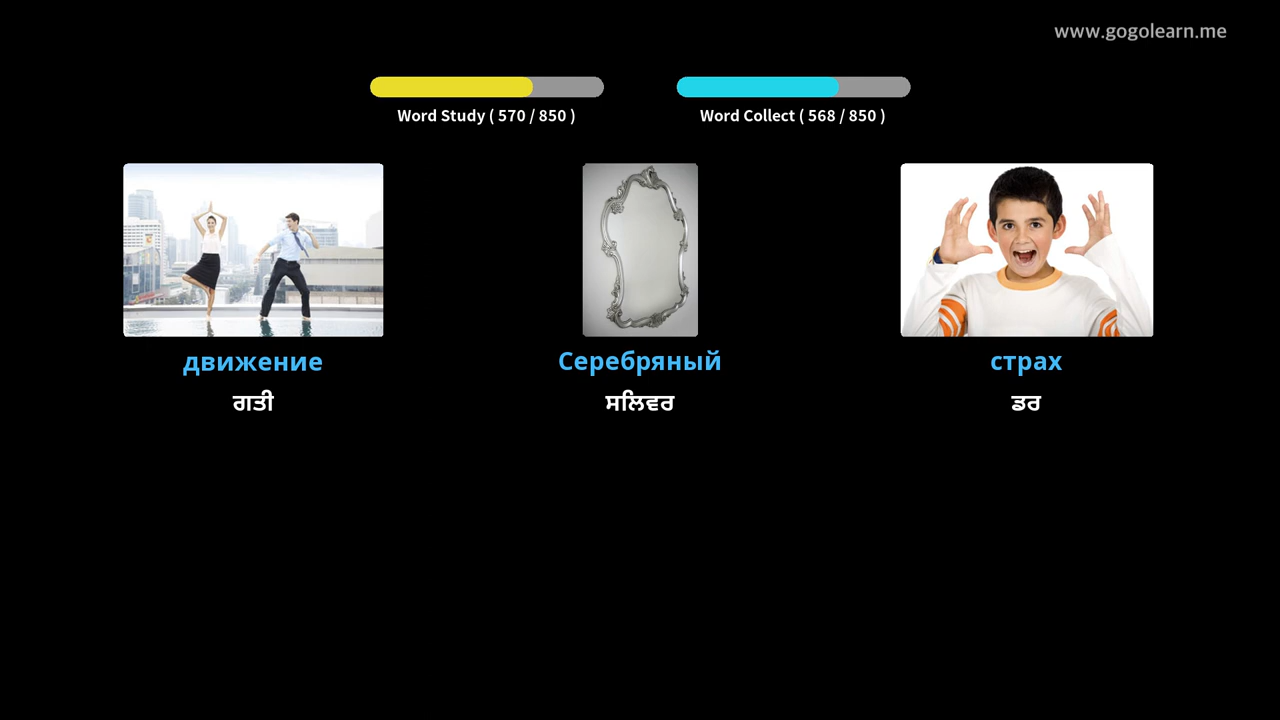 www.gogolearn.me
Word Study ( 570 / 850 )
Word Collect ( 568 / 850 )
движение
Серебряный
страх
ਗਤੀ
ਸਲਿਵਰ
ਡਰ